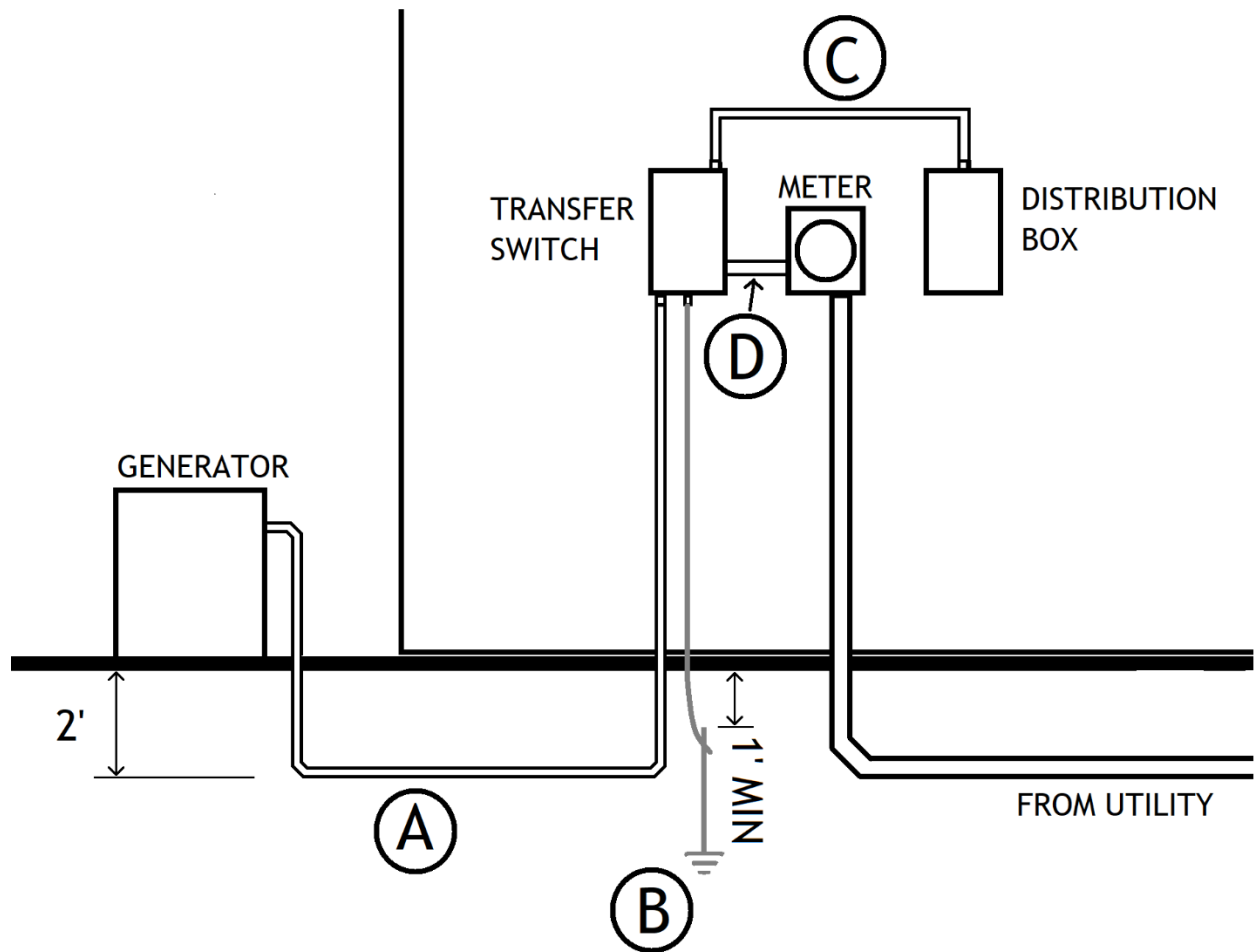 C
TRANSFER
SWITCH
METER
DISTRIBUTION
BOX
D
GENERATOR
2'
1' MIN
FROM UTILITY
A
B